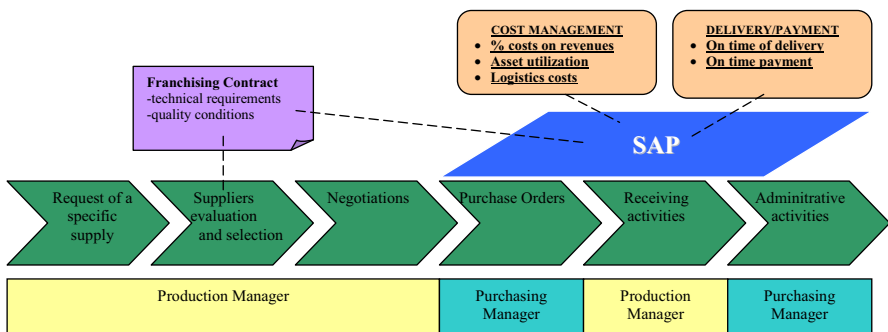 COST MANAGEMENT
• % costs on revenues
• Asset utilization
• Logistics costs
DELIVERY/PAYMENT
• On time of delivery
• On time payment
Franchising Contract
-technical requirements
-quality conditions
SAP
Request of a
specific
supply
Suppliers
evaluation
and selection
Negotiations
Purchase Orders
Receiving
activities
Adminitrative
activities
Production Manager
Purchasing
Manager
Production
Manager
Purchasing
Manager